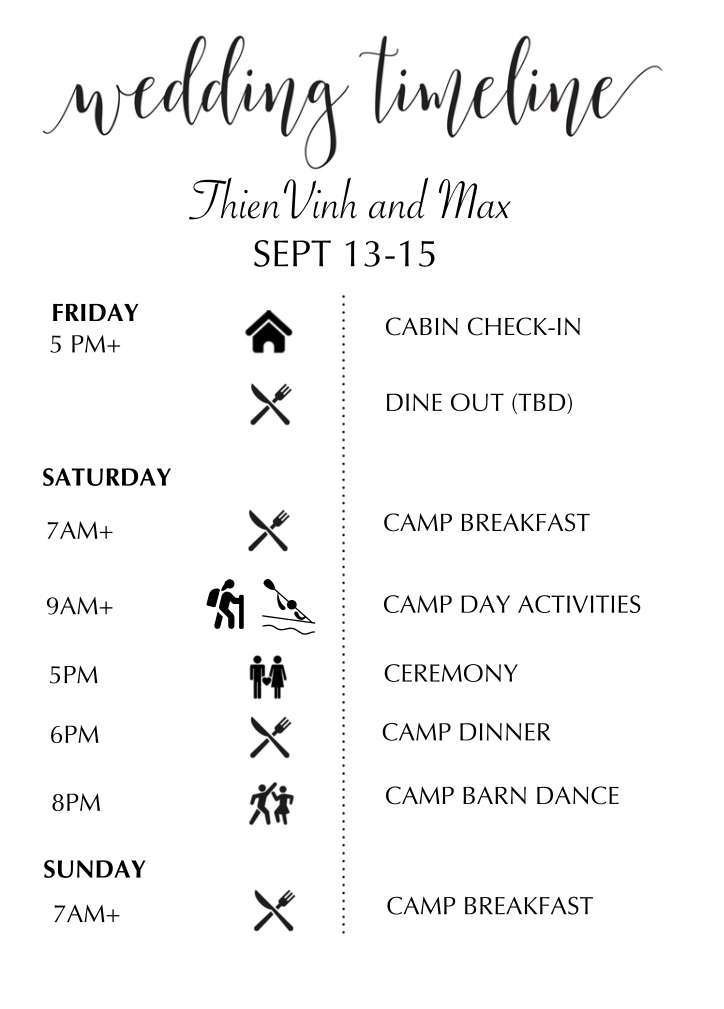 wedding timeline
ThienVinh and Max
SEPT 13-15
FRIDAY
5 PM+
CABIN CHECK-IN
DINE OUT (TBD)
SATURDAY
7AM+
CAMP BREAKFAST
9AM+
CAMP DAY ACTIVITIES
5PM
CEREMONY
6PM
CAMP DINNER
8PM
CAMP BARN DANCE
SUNDAY
7AM+
CAMP BREAKFAST